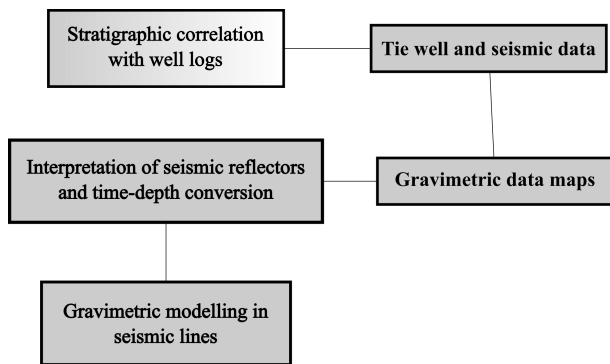 Stratigraphic correlation
with well logs
Tie well and seismic data
Gravimetric data maps
Interpretation of seismic reflectors
and time-depth conversion
Gravimetric modelling in
seismic lines